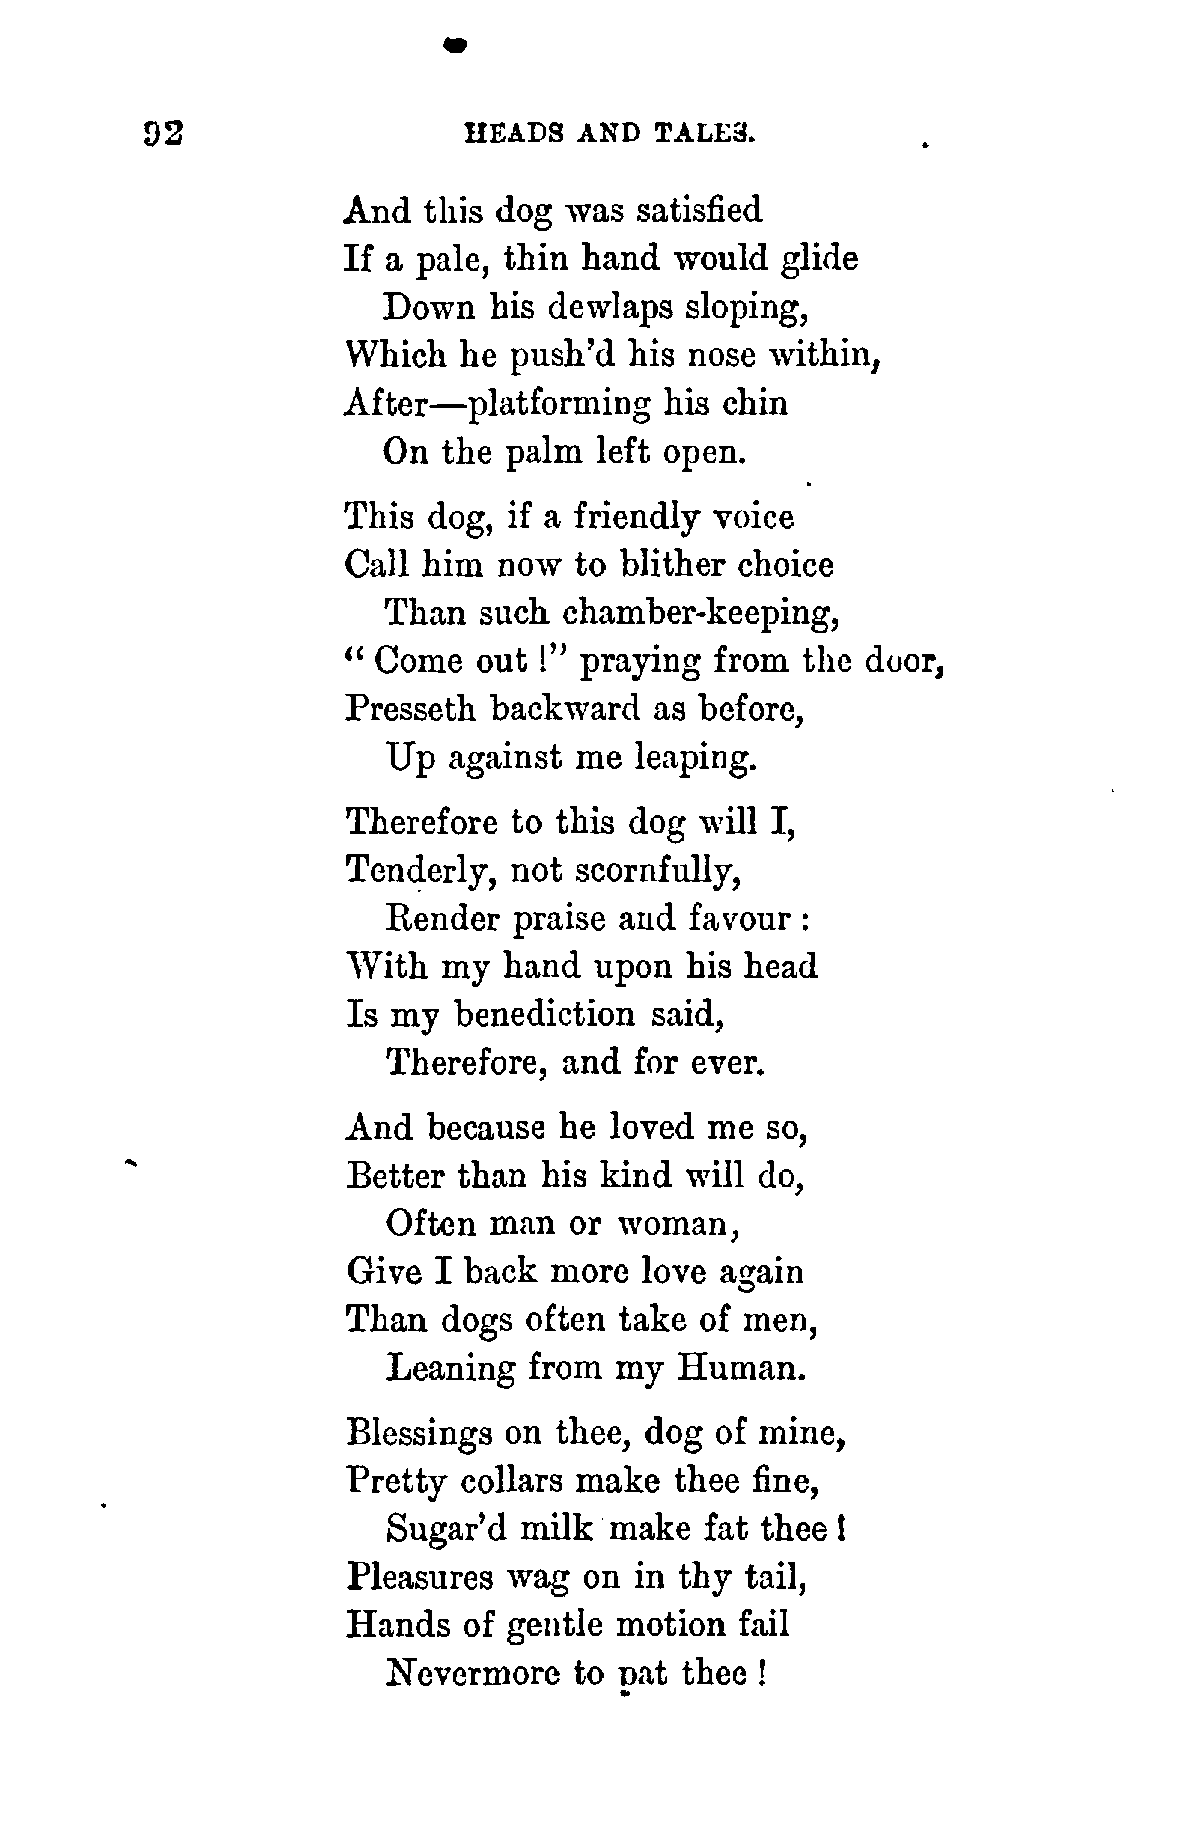 92 HEADS AND TALES.
And this dog was satisfied
If a pale, thin hand would glide
Down his dewlaps sloping,
Which he push'd his nose within,
After—platforming his chin
On the palm left open.
This dog, if a friendly voice
Call him now to blither choice
Than such chamber-keeping,
“ Come out !” praying from the door,
Presseth backward as before,
Up against me leaping.
Therefore to this dog will I,
Tenderly, not scornfully,
Render praise and favour :
With my hand upon his head
Is my benediction said,
Therefore, and for ever.
And because he loved me so,
Better than his kind will do,
Often man or woman,
Give I back more love again
Than dogs often take of men,
Leaning from my Human.
Blessings on thee, dog of mine,
Pretty collars make thee fine,
Sugar'd milk make fat thee !
Pleasures wag on in thy tail,
Hands of gentle motion fail
Nevermore to pat thee !